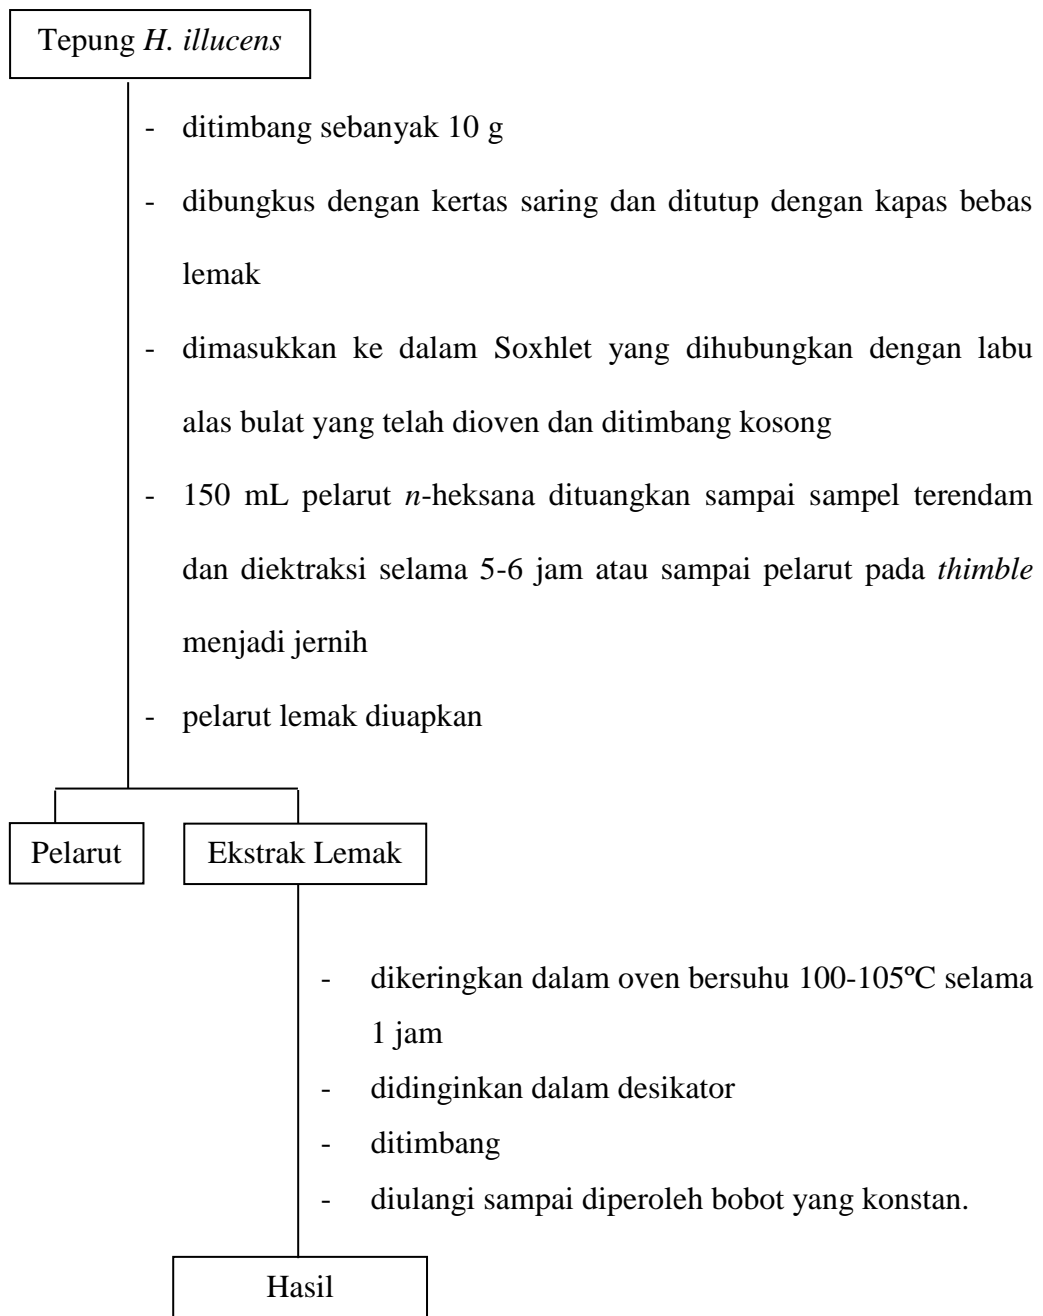 Tepung H. illucens
- ditimbang sebanyak 10 g
- dibungkus dengan kertas saring dan ditutup dengan kapas bebas
lemak
- dimasukkan ke dalam Soxhlet yang dihubungkan dengan labu
alas bulat yang telah dioven dan ditimbang kosong
- 150 mL pelarut n-heksana dituangkan sampai sampel terendam
dan diektraksi selama 5-6 jam atau sampai pelarut pada thimble
menjadi jernih
- pelarut lemak diuapkan
Pelarut
Ekstrak Lemak
- dikeringkan dalam oven bersuhu 100-105ºC selama
1 jam
- didinginkan dalam desikator
- ditimbang
- diulangi sampai diperoleh bobot yang konstan.
Hasil